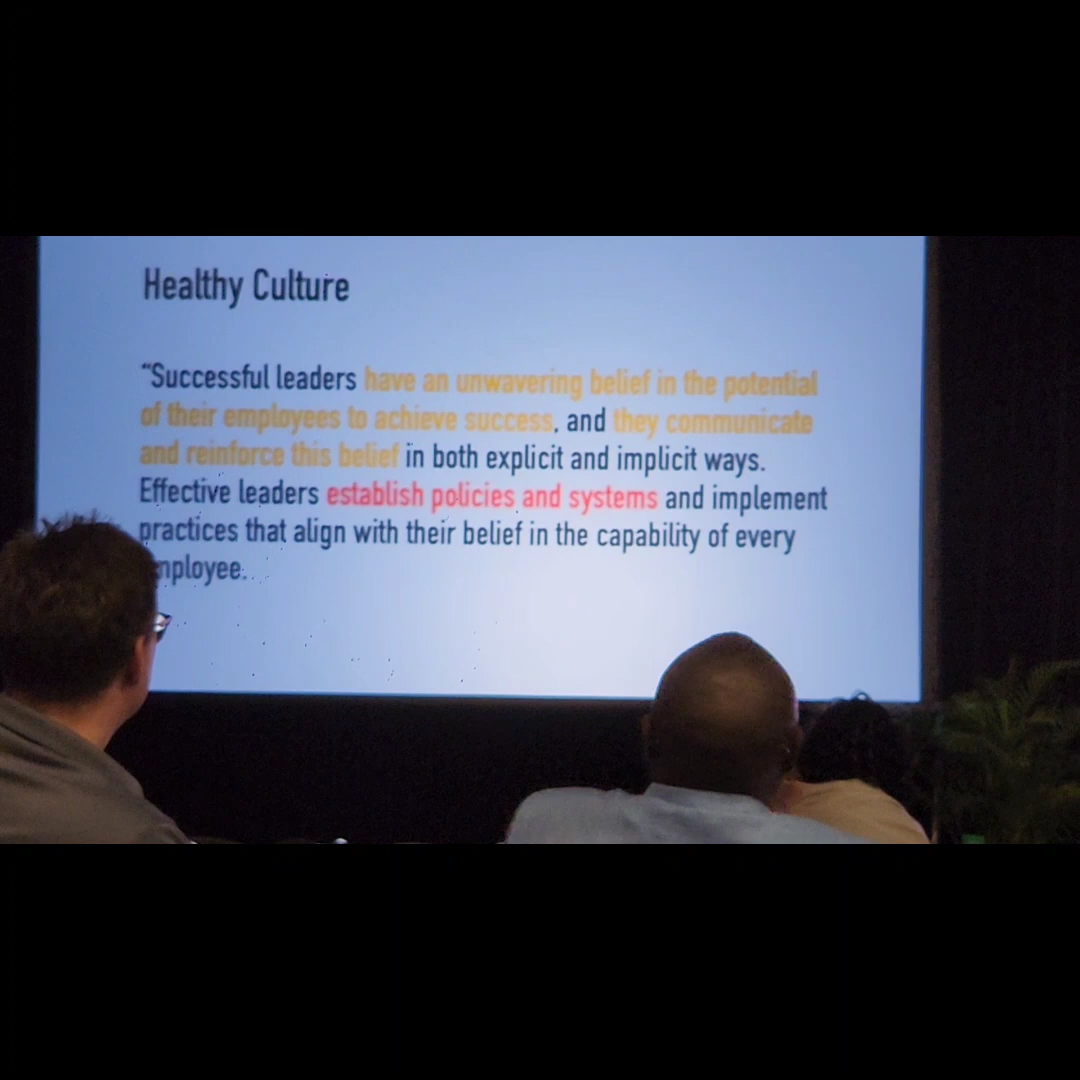 Healthy Culture
“Successful leaders have an unwavering belief in the potential
of their employees to achieve success, and they communicate
and reinforce this belief in both explicit and implicit ways.
Effective leaders establish policies and systems and implement
practices that align with their belief in the capability of every
mployee.